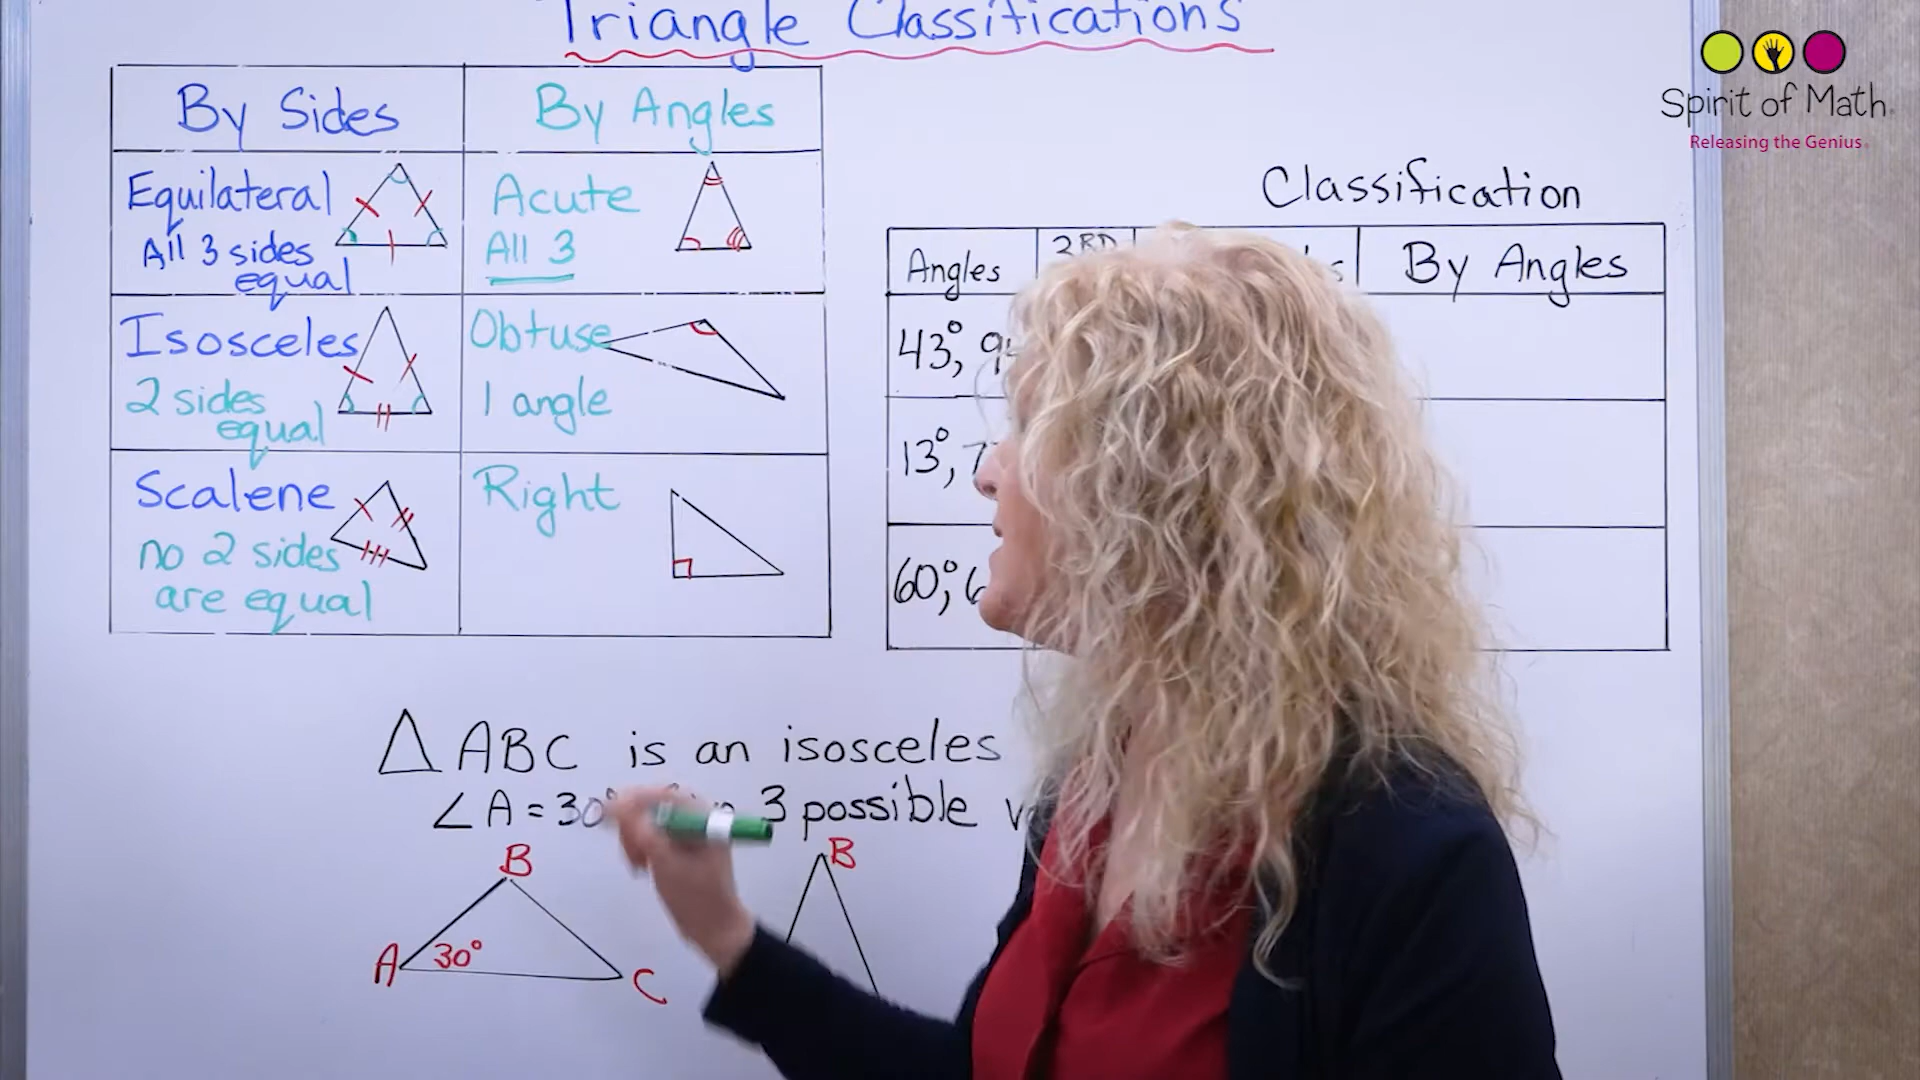 Triangle Classifications
Spirit of Math
Releasing the Genius
By Sides
By Angles
Equilateral
All 3 sides
equal
Acute
All 3
Isosceles
2 sides
equal
Obtuse
1 angle
Scalene
no 2 sides
are equal
Right
Classification
Angles
3RD
By Angles
43°,
13°,
60°,
△ ABC is an isosceles
∠A = 30° 3 possible
B
A 30° C
B